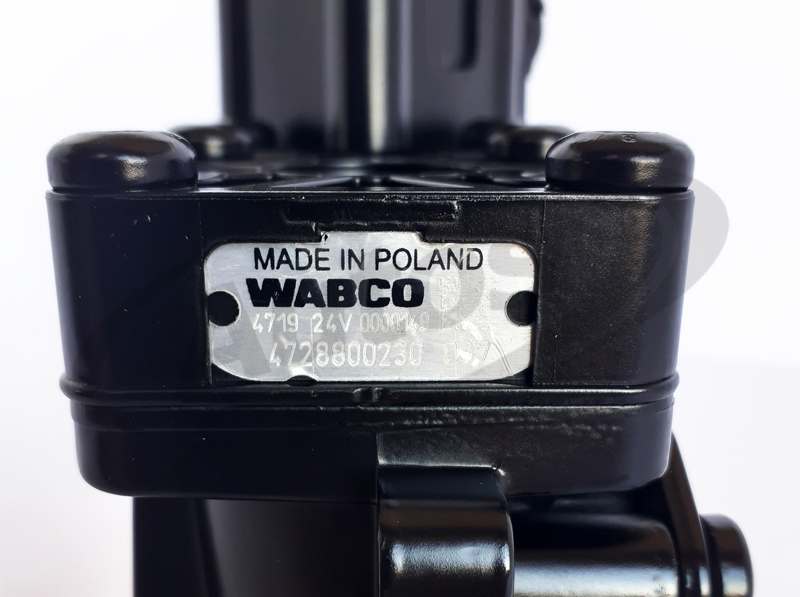 MADE IN POLAND
WABCO
4719 24V
4728800230